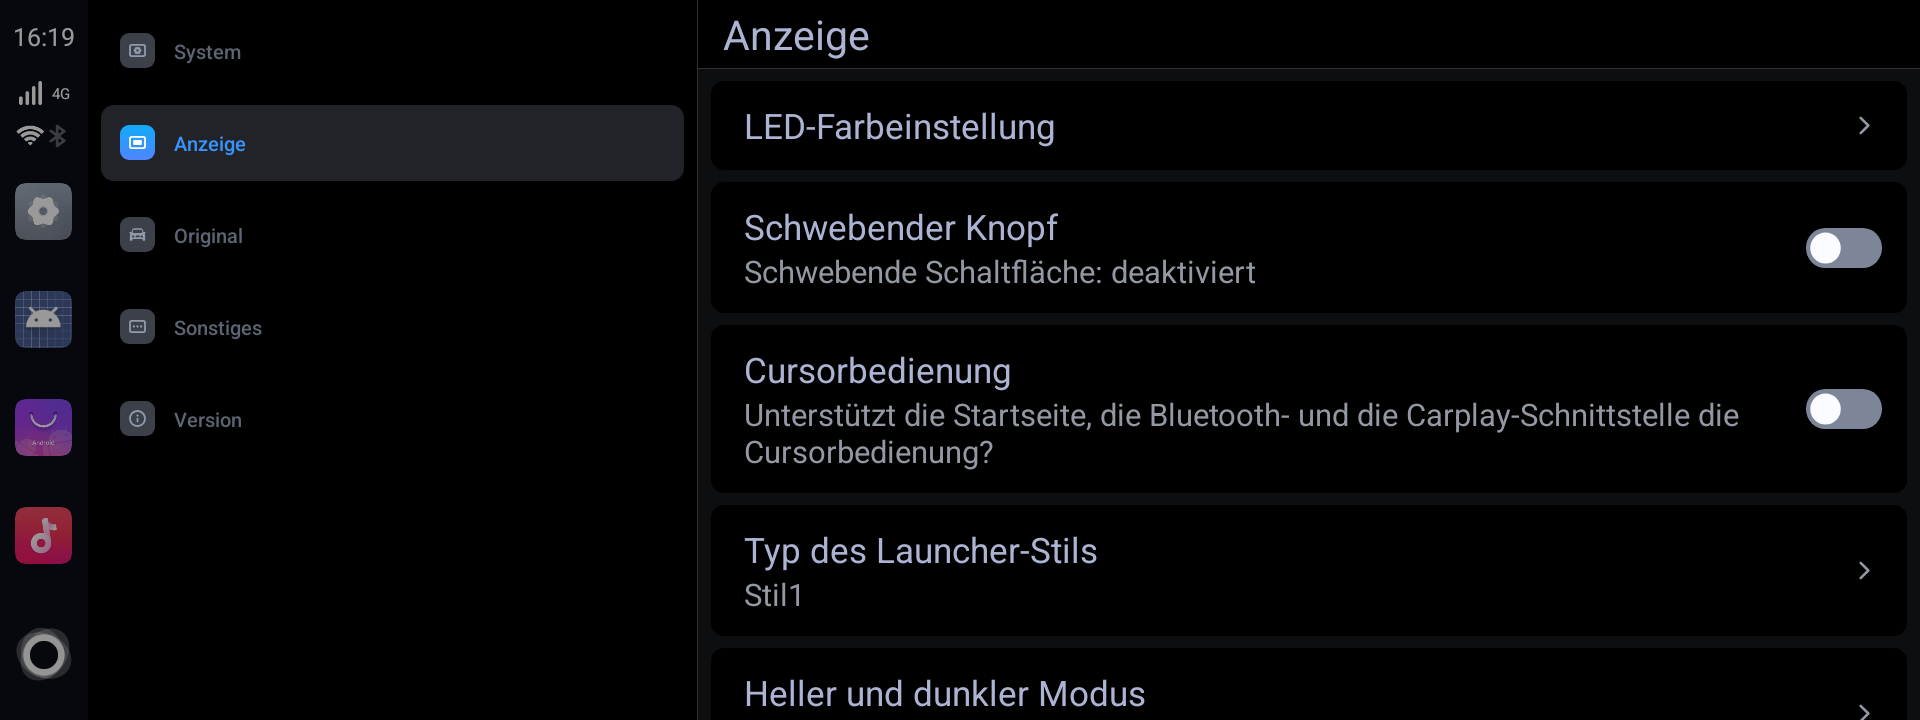 16:19
4G
Android
System
Anzeige
Original
Sonstiges
Version
Anzeige
LED-Farbeinstellung
Schwebender Knopf
Schwebende Schaltfläche: deaktiviert
Cursorbedienung
Unterstützt die Startseite, die Bluetooth- und die Carplay-Schnittstelle die
Cursorbedienung?
Typ des Launcher-Stils
Stil1
Heller und dunkler Modus